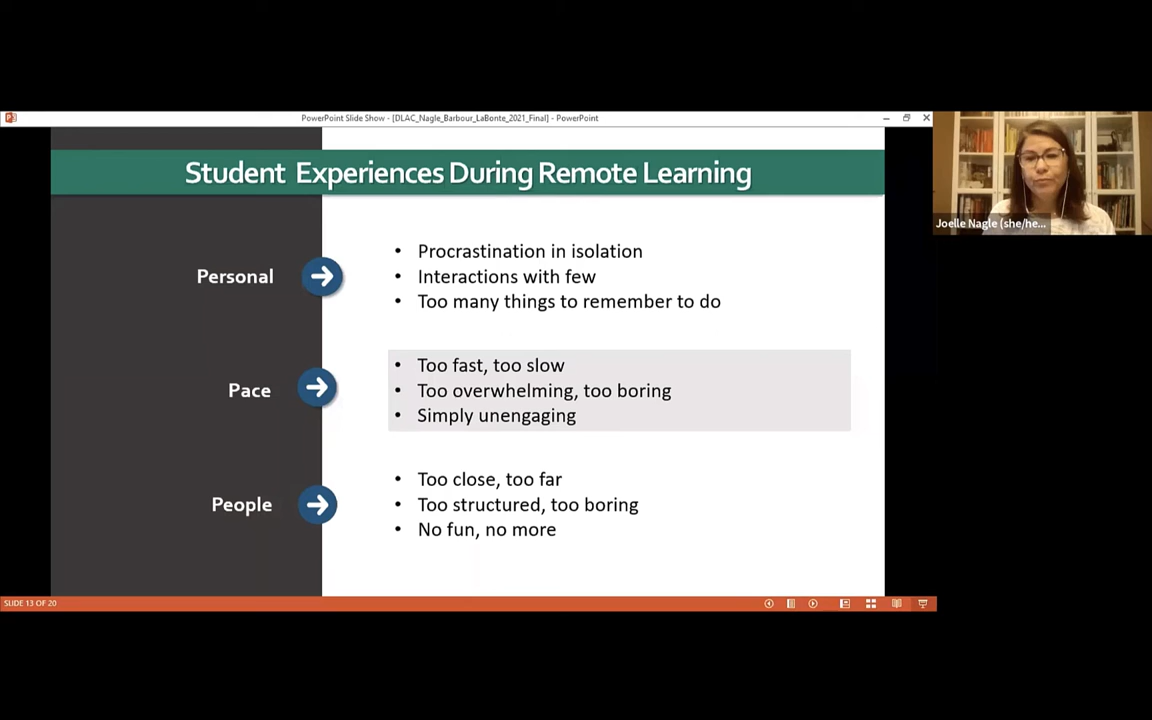 PowerPoint Slide Show - [DLAC_Nagle_Barbour_LaBonte_2021_Final] - PowerPoint
Student Experiences During Remote Learning
Joelle Nagle (she/he...
Personal
• Procrastination in isolation
• Interactions with few
• Too many things to remember to do
Pace
• Too fast, too slow
• Too overwhelming, too boring
• Simply unengaging
People
• Too close, too far
• Too structured, too boring
• No fun, no more
SLIDE 13 OF 20